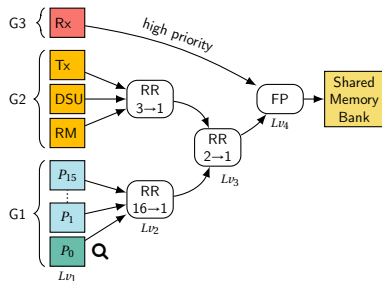 G3
Rx
high priority
G2
Tx
DSU
RM
RR
3→1
FP
Lv₄
Shared
Memory
Bank
RR
2→1
Lv₃
G1
P₁₅
P₁
P₀
RR
16→1
Lv₂
Lv₁